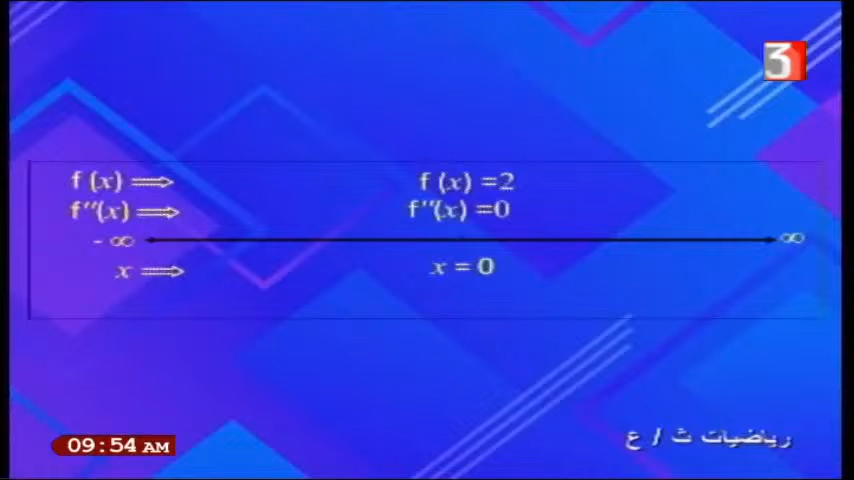 3
f (x) ⟹ f (x) =2
f''(x) ⟹ f''(x) =0
- ∞ ∞
x ⟹ x = 0
رياضيات ث / ع
09:54 AM